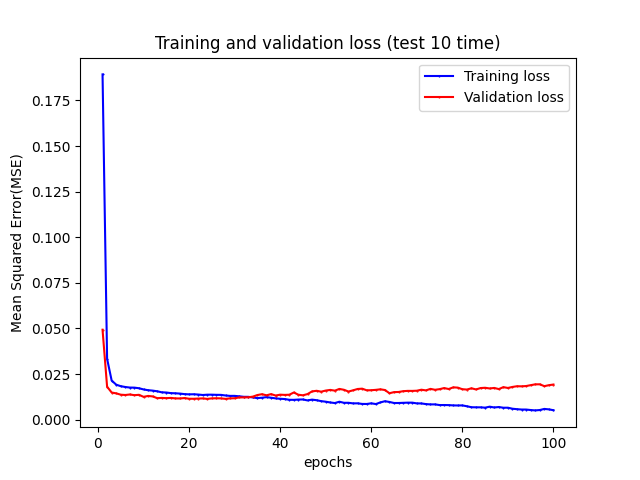 Training and validation loss (test 10 time)
Training loss
Validation loss
Mean Squared Error(MSE)
0.175
0.150
0.125
0.100
0.075
0.050
0.025
0.000
0 20 40 60 80 100
epochs